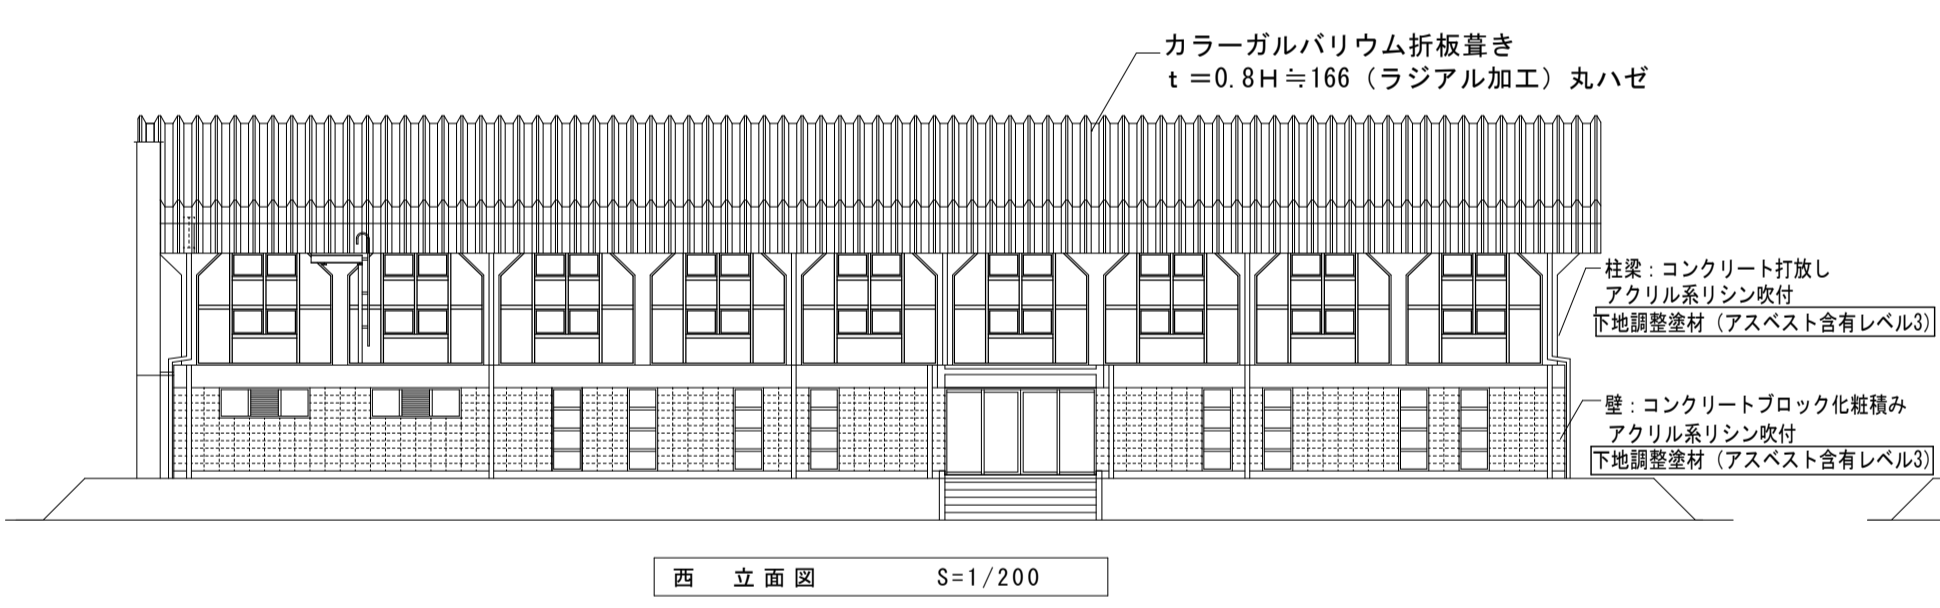 カラーガルバリウム折板葺き
ｔ＝0.8Ｈ≒166（ラジアル加工）丸ハゼ
柱梁：コンクリート打放し
アクリル系リシン吹付
下地調整塗材（アスベスト含有レベル3）
壁：コンクリートブロック化粧積み
アクリル系リシン吹付
下地調整塗材（アスベスト含有レベル3）
西　立面図　S=1/200